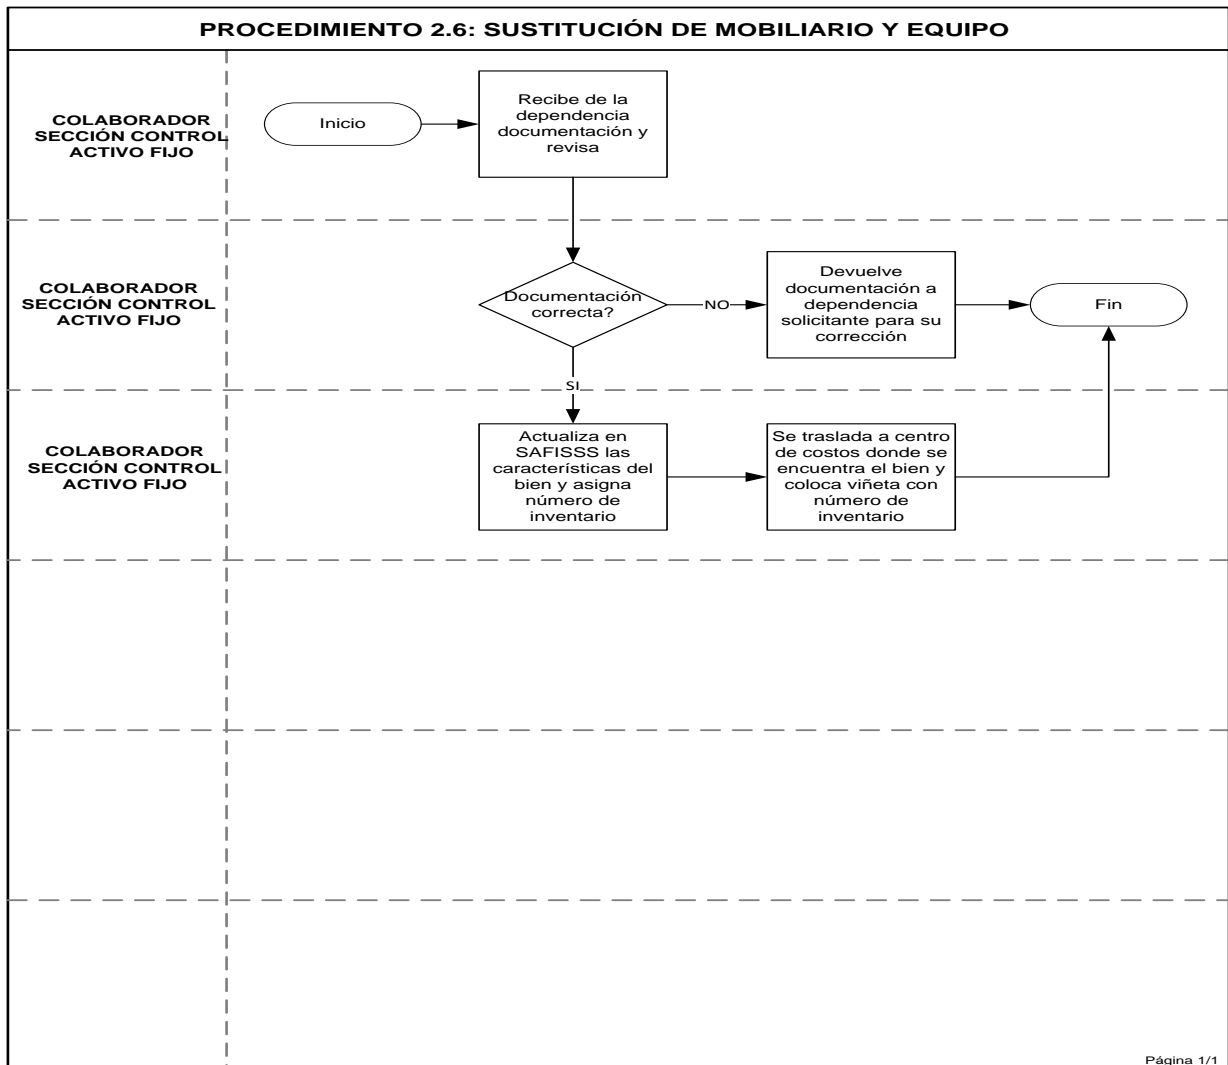 PROCEDIMIENTO 2.6: SUSTITUCIÓN DE MOBILIARIO Y EQUIPO
COLABORADOR
SECCIÓN CONTROL
ACTIVO FIJO
Inicio
Recibe de la
dependencia
documentación y
revisa
COLABORADOR
SECCIÓN CONTROL
ACTIVO FIJO
Documentación
correcta?
NO
Devuelve
documentación a
dependencia
solicitante para su
corrección
Fin
SI
COLABORADOR
SECCIÓN CONTROL
ACTIVO FIJO
Actualiza en
SAFISSS las
características del
bien y asigna
número de
inventario
Se traslada a centro
de costos donde se
encuentra el bien y
coloca viñeta con
número de
inventario
Página 1/1